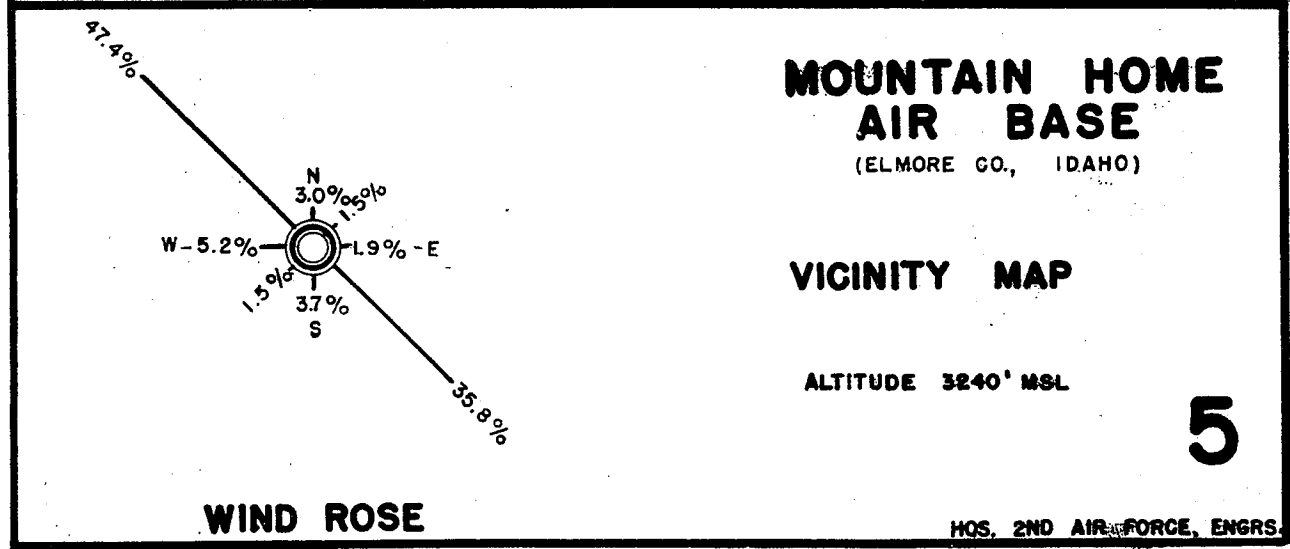 47.4%
N
3.0%
1.5%
W-5.2%
1.9%-E
1.5%
3.7%
S
35.8%
WIND ROSE
MOUNTAIN HOME
AIR BASE
(ELMORE CO., IDAHO)
VICINITY MAP
ALTITUDE 3240' MSL
5
HQS. 2ND AIR FORCE, ENGRS.